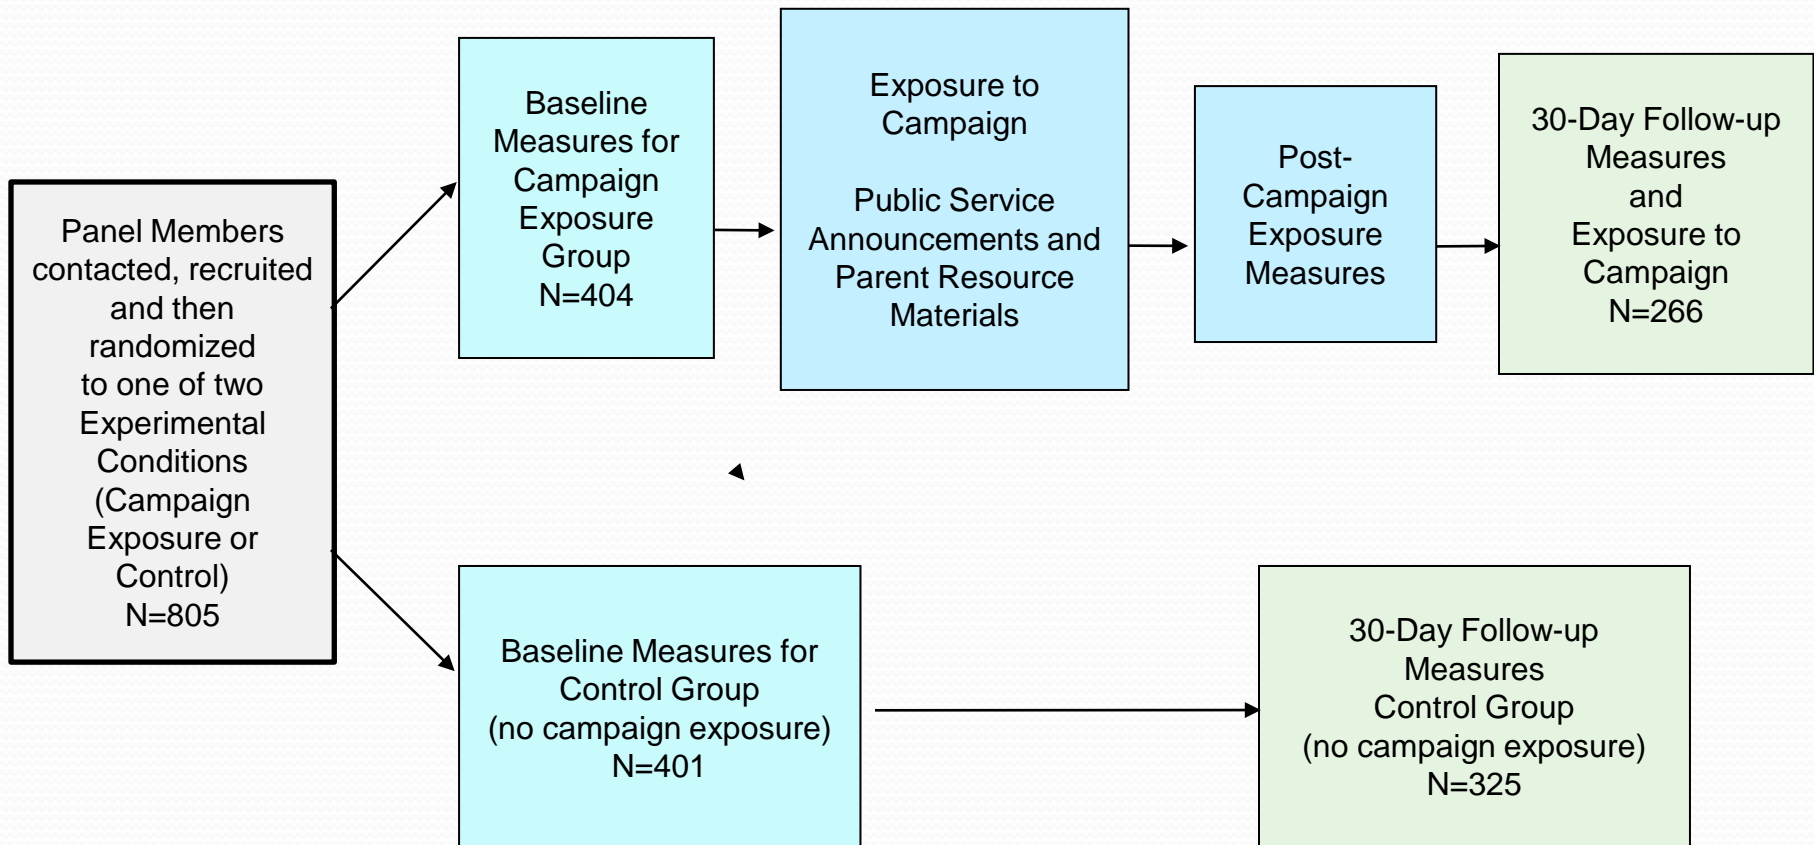 Panel Members
contacted, recruited
and then
randomized
to one of two
Experimental
Conditions
(Campaign
Exposure or
Control)
N=805
Baseline
Measures for
Campaign
Exposure
Group
N=404
Exposure to
Campaign
Public Service
Announcements and
Parent Resource
Materials
Post-
Campaign
Exposure
Measures
30-Day Follow-up
Measures
and
Exposure to
Campaign
N=266
Baseline Measures for
Control Group
(no campaign exposure)
N=401
30-Day Follow-up
Measures
Control Group
(no campaign exposure)
N=325